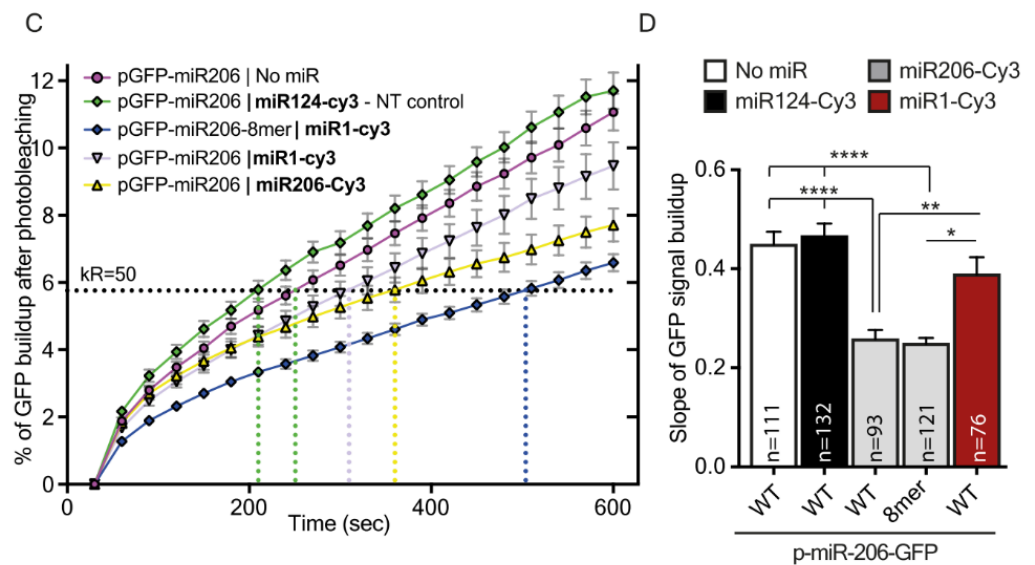 C
% of GFP buildup after photobleaching
12
10
8
6
4
2
0
pGFP-miR206 | No miR
pGFP-miR206 | miR124-cy3 - NT control
pGFP-miR206-8mer | miR1-cy3
pGFP-miR206 | miR1-cy3
pGFP-miR206 | miR206-Cy3
kR=50
0 200 400 600
Time (sec)
D
No miR
miR206-Cy3
miR124-Cy3
miR1-Cy3
Slope of GFP signal buildup
0.6
0.4
0.2
0.0
****
****
**
*
n=111
n=132
n=93
n=121
n=76
WT
WT
WT
8mer
WT
p-miR-206-GFP